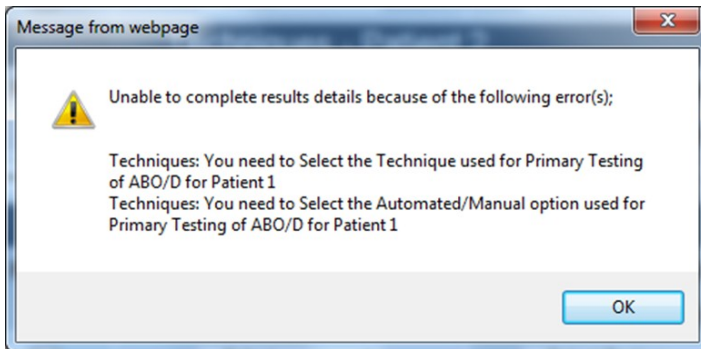 Message from webpage
Unable to complete results details because of the following error(s);
Techniques: You need to Select the Technique used for Primary Testing
of ABO/D for Patient 1
Techniques: You need to Select the Automated/Manual option used for
Primary Testing of ABO/D for Patient 1
OK